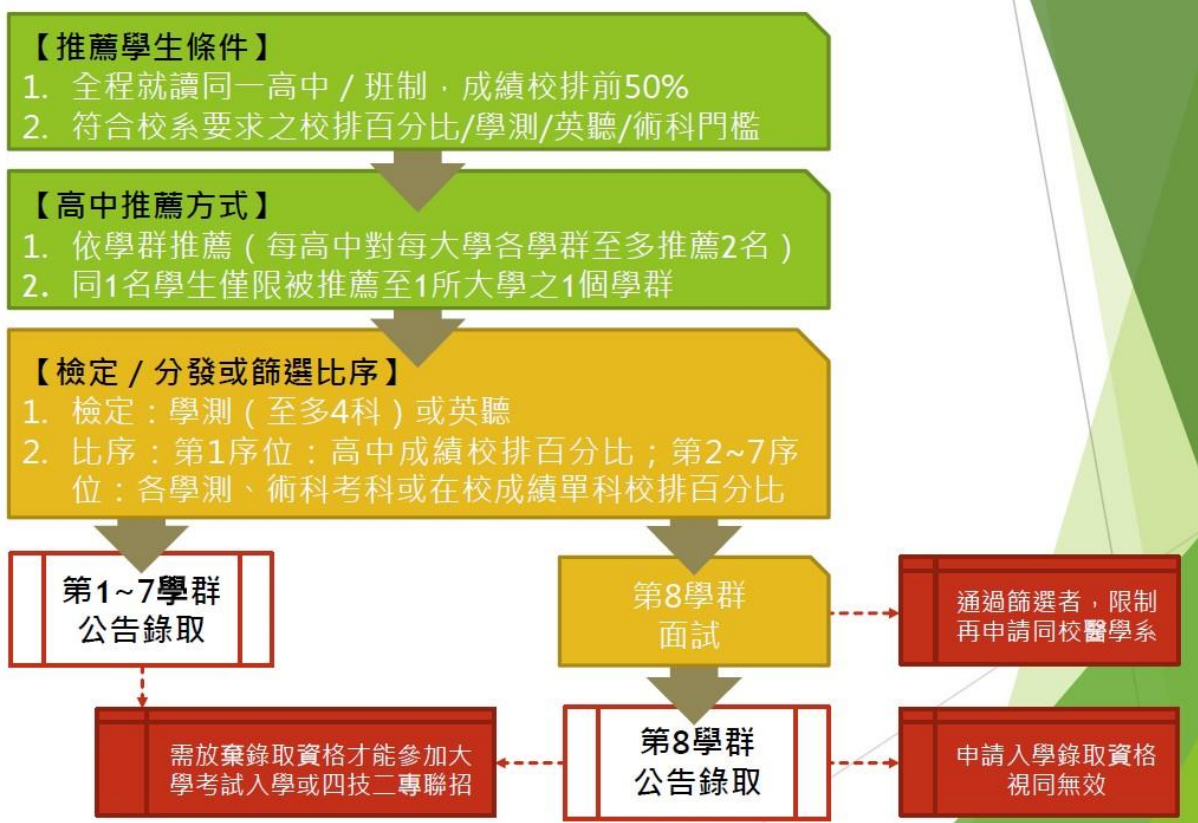 【推薦學生條件】
1. 全程就讀同一高中 / 班制,成績校排前50%
2. 符合校系要求之校排百分比/學測/英聽/術科門檻
【高中推薦方式】
1. 依學群推薦（每高中對每大學各學群至多推薦2名）
2. 同1名學生僅限被推薦至1所大學之1個學群
【檢定 / 分發或篩選比序】
1. 檢定：學測（至多4科）或英聽
2. 比序：第1序位：高中成績校排百分比；第2~7序
位：各學測、術科考科或在校成績單科校排百分比
第1~7學群
公告錄取
第8學群
面試
通過篩選者，限制
再申請同校醫學系
需放棄錄取資格才能參加大
學考試入學或四技二專聯招
第8學群
公告錄取
申請入學錄取資格
視同無效